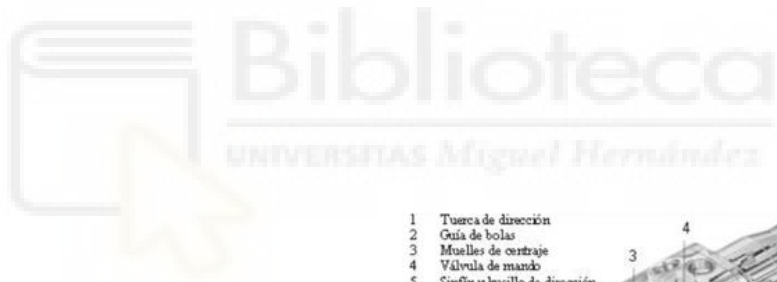 Biblioteca
UNIVERSITAS Miguel Hernández
1 Tuerca de dirección
2 Guía de bolas
3 Muelles de centraje
4 Válvula de mando
4
3